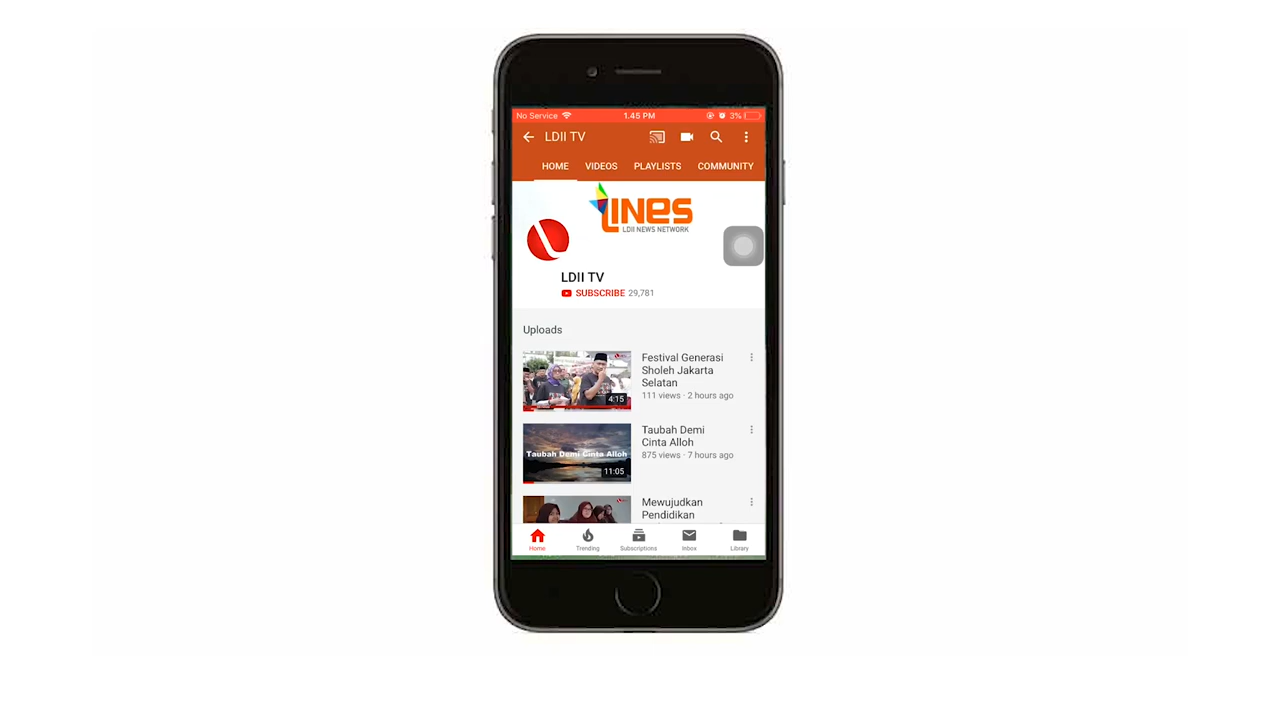 No Service 1.45 PM 3%
LDII TV
HOME VIDEOS PLAYLISTS COMMUNITY
LINES
LDII NEWS NETWORK
LDII TV
SUBSCRIBE 29,781
Uploads
4:15
Festival Generasi
Sholeh Jakarta
Selatan
111 views · 2 hours ago
Taubah Demi Cinta Alloh
11:05
Taubah Demi
Cinta Alloh
875 views · 7 hours ago
Mewujudkan
Pendidikan
Home Trending Subscriptions Inbox Library